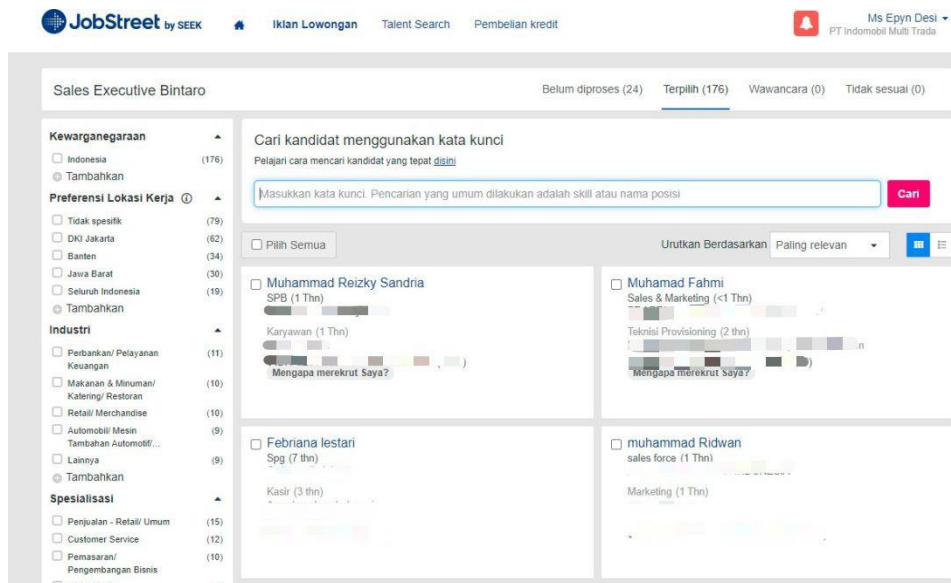 JobStreet by SEEK
Iklan Lowongan
Talent Search
Pembelian kredit
Ms Epyn Desi
PT Indomobil Multi Trada
Sales Executive Bintaro
Belum diproses (24)
Terpilih (176)
Wawancara (0)
Tidak sesuai (0)
Kewarganegaraan
Indonesia (176)
Tambahkan
Preferensi Lokasi Kerja
Tidak spesifik (79)
DKI Jakarta (62)
Banten (34)
Jawa Barat (30)
Seluruh Indonesia (19)
Tambahkan
Industri
Perbankan/ Pelayanan (11)
Keuangan
Makanan & Minuman/ (10)
Katering/ Restoran
Retail/ Merchandise (10)
Automobil/ Mesin (9)
Tambahan Automotif/...
Lainnya (9)
Tambahkan
Spesialisasi
Penjualan - Retail/ Umum (15)
Customer Service (12)
Pemasaran/ (10)
Pengembangan Bisnis
Cari kandidat menggunakan kata kunci
Pelajari cara mencari kandidat yang tepat disini
Masukkan kata kunci. Pencarian yang umum dilakukan adalah skill atau nama posisi
Cari
Pilih Semua
Urutkan Berdasarkan
Paling relevan
Muhammad Reizky Sandria
SPB (1 Thn)
Karyawan (1 Thn)
Mengapa merekrut Saya?
Muhamad Fahmi
Sales & Marketing (<1 Thn)
Teknisi Provisioning (2 thn)
Mengapa merekrut Saya?
Febriana lestari
Spg (7 thn)
Kasir (3 thn)
muhammad Ridwan
sales force (1 Thn)
Marketing (1 Thn)